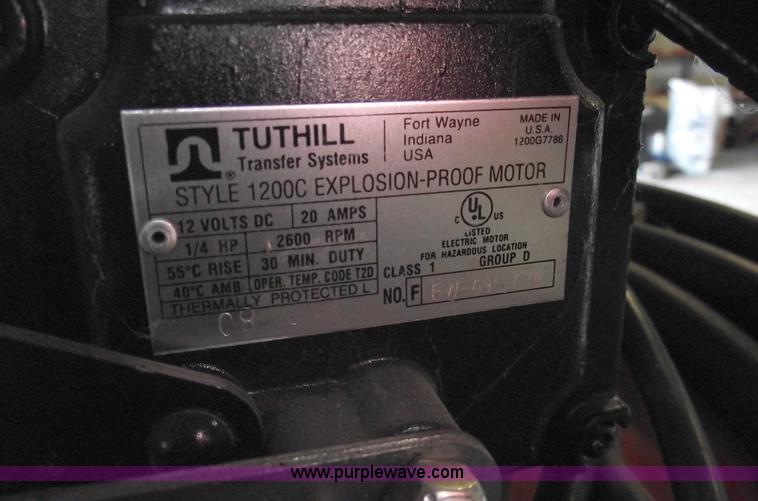 TUTHILL
Transfer Systems
Fort Wayne
Indiana
USA
MADE IN
U.S.A.
1200G7786
®
STYLE 1200C EXPLOSION-PROOF MOTOR
12 VOLTS DC 20 AMPS
1/4 HP 2600 RPM
55°C RISE 30 MIN. DUTY
40°C AMB OPER. TEMP. CODE T2D
THERMALLY PROTECTED L
08
C UL US
LISTED
ELECTRIC MOTOR
FOR HAZARDOUS LOCATION
CLASS 1 GROUP D
NO. F
www.purplewave.com